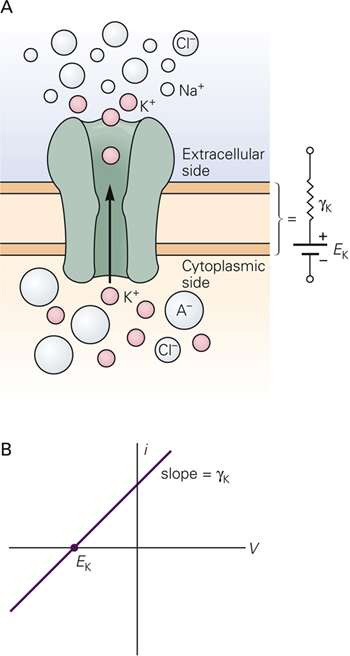 A
Cl⁻
Na⁺
K⁺
Extracellular
side
= γK
+
EK
−
Cytoplasmic
side
K⁺
A⁻
Cl⁻
B
i
slope = γK
V
EK